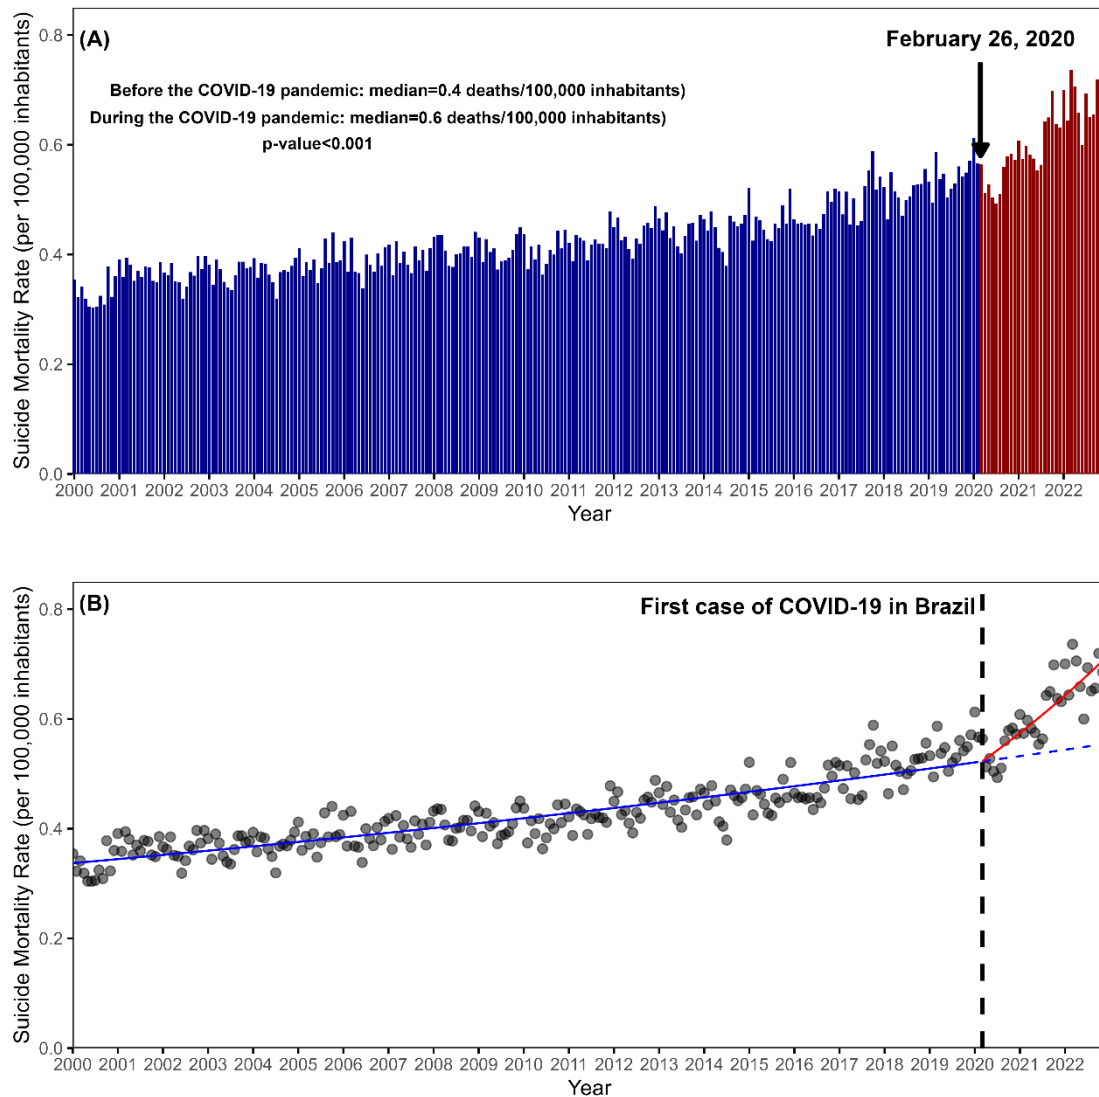 (A)
February 26, 2020
Before the COVID-19 pandemic: median=0.4 deaths/100,000 inhabitants)
During the COVID-19 pandemic: median=0.6 deaths/100,000 inhabitants)
p-value<0.001
Suicide Mortality Rate (per 100,000 inhabitants)
0.8
0.6
0.4
0.2
0.0
2000 2001 2002 2003 2004 2005 2006 2007 2008 2009 2010 2011 2012 2013 2014 2015 2016 2017 2018 2019 2020 2021 2022
Year
(B)
First case of COVID-19 in Brazil
Suicide Mortality Rate (per 100,000 inhabitants)
0.8
0.6
0.4
0.2
0.0
2000 2001 2002 2003 2004 2005 2006 2007 2008 2009 2010 2011 2012 2013 2014 2015 2016 2017 2018 2019 2020 2021 2022
Year